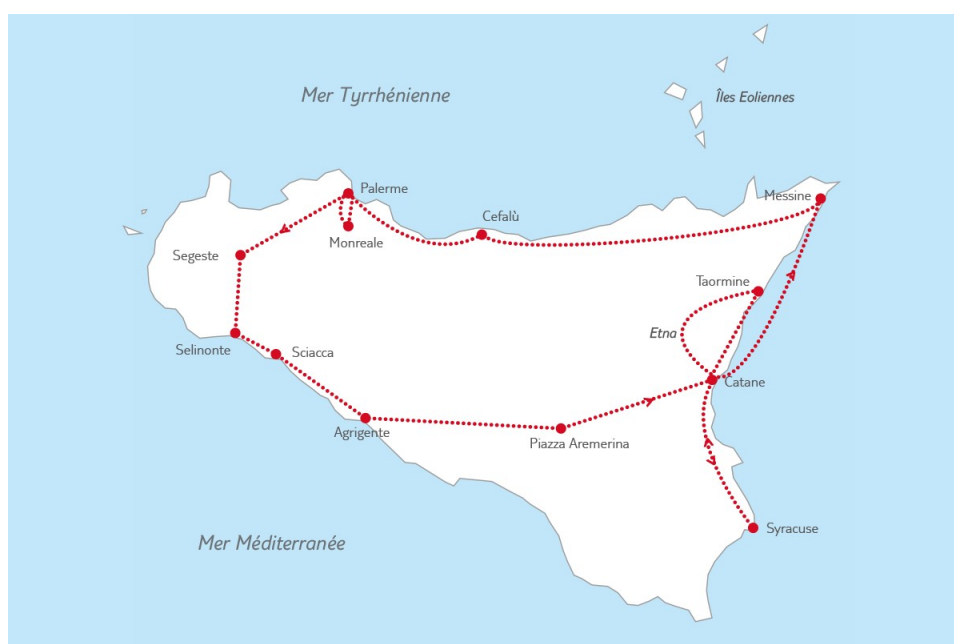 Mer Tyrrhénienne
Îles Eoliennes
Palerme
Messine
Cefalù
Monreale
Segeste
Taormine
Etna
Selinonte
Sciacca
Catane
Agrigente
Piazza Aremerina
Syracuse
Mer Méditerranée